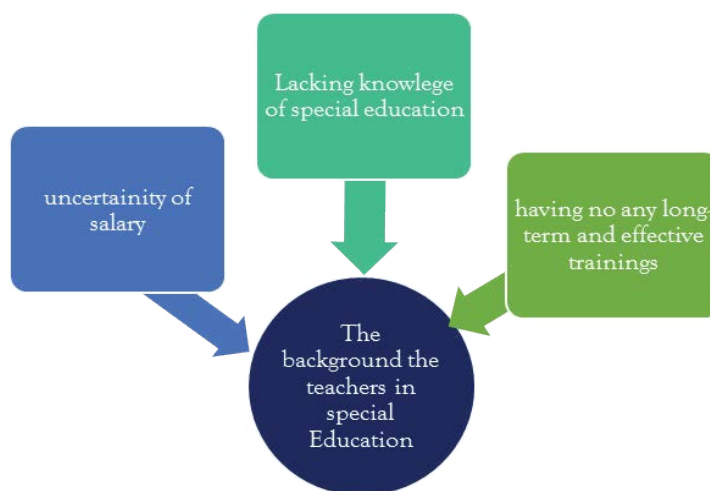 Lacking knowlege
of special education
uncertainity of
salary
having no any long-
term and effective
trainings
The
background the
teachers in
special
Education